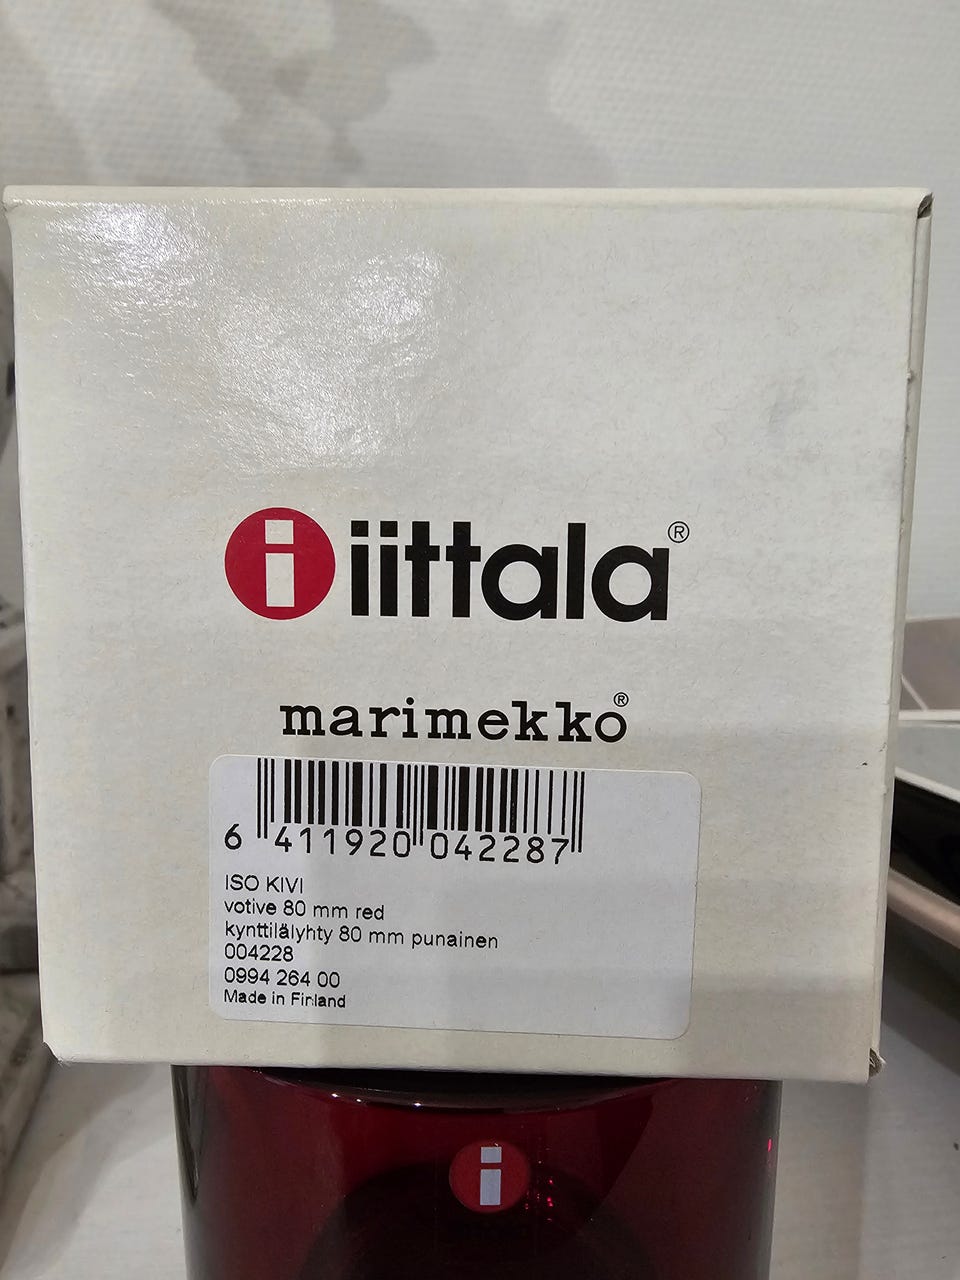 i iittala®
marimekko®
6 411920 042287
ISO KIVI
votive 80 mm red
kynttilälyhty 80 mm punainen
004228
0994 264 00
Made in Finland
i